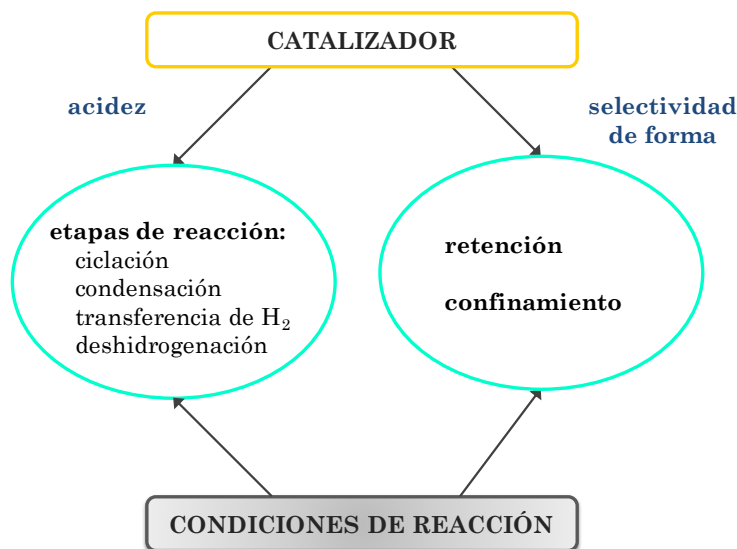 CATALIZADOR
acidez
selectividad
de forma
etapas de reacción:
ciclación
condensación
transferencia de H₂
deshidrogenación
retención
confinamiento
CONDICIONES DE REACCIÓN